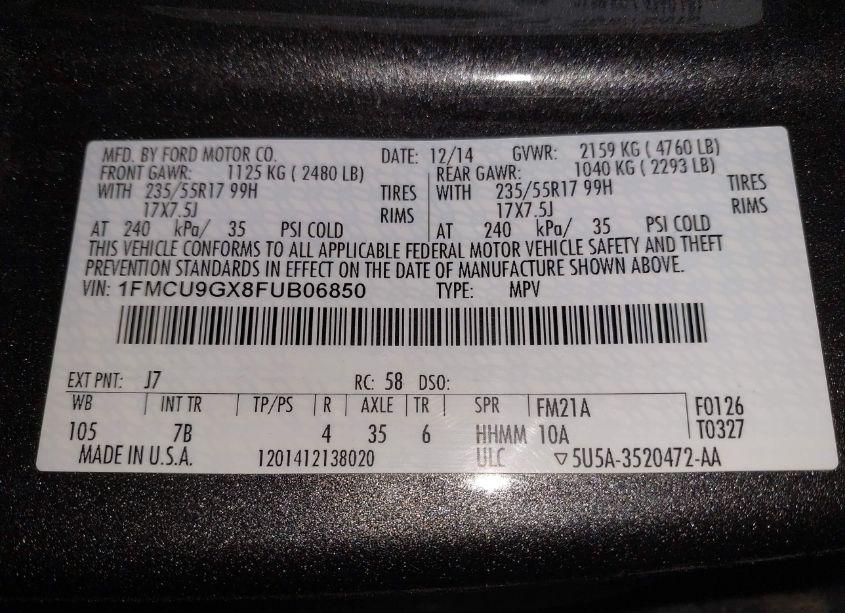 MFD. BY FORD MOTOR CO. DATE: 12/14 GVWR: 2159 KG ( 4760 LB)
FRONT GAWR: 1125 KG ( 2480 LB) REAR GAWR: 1040 KG ( 2293 LB)
WITH 235/55R17 99H TIRES WITH 235/55R17 99H TIRES
17X7.5J RIMS 17X7.5J RIMS
AT 240 kPa/ 35 PSI COLD AT 240 kPa/ 35 PSI COLD
THIS VEHICLE CONFORMS TO ALL APPLICABLE FEDERAL MOTOR VEHICLE SAFETY AND THEFT
PREVENTION STANDARDS IN EFFECT ON THE DATE OF MANUFACTURE SHOWN ABOVE.
VIN: 1FMCU9GX8FUB06850 TYPE: MPV
EXT PNT: J7 RC: 58 DSO:
WB INT TR TP/PS R AXLE TR SPR FM21A F0126
105 7B 4 35 6 HHMM 10A T0327
MADE IN U.S.A. 1201412138020 ULC ▽5U5A-3520472-AA